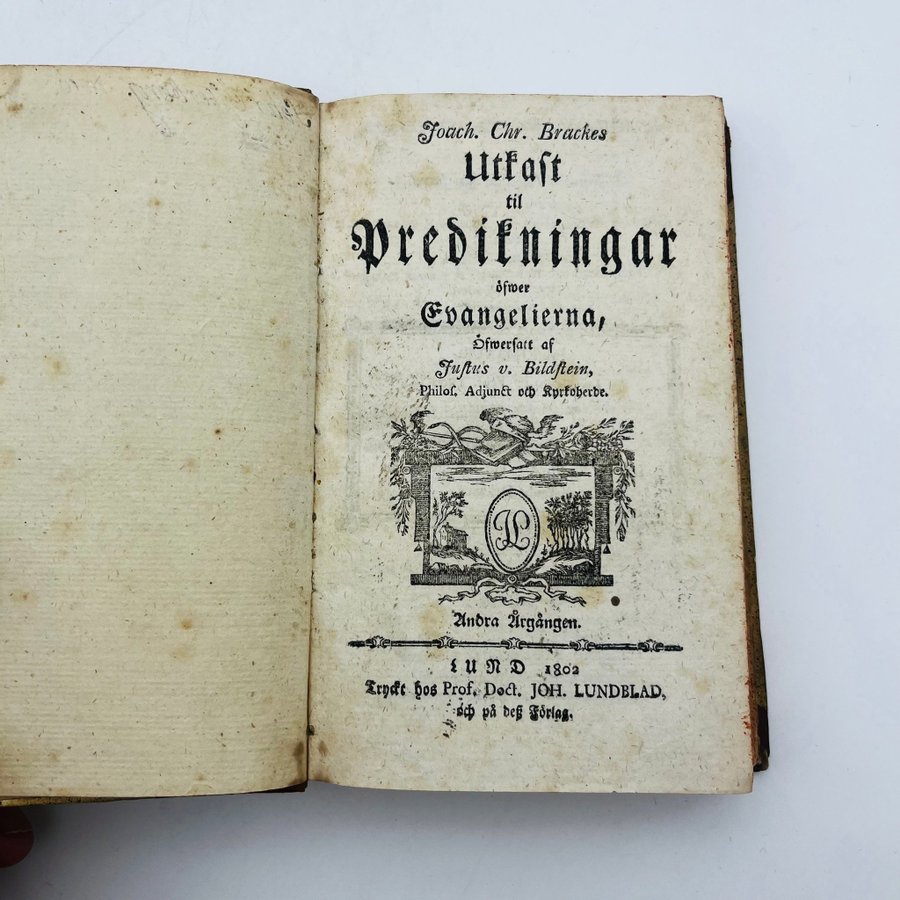 Joach. Chr. Brackes
Utkaſt
til
Predikningar
öfwer
Evangelierna,
Öfwerſatt af
Juſtus v. Bildſtein,
Philoſ. Adjunct och Kyrkoherde.
JL
Andra Årgången.
LUND 1802
Tryckt hos Prof. Doct. JOH. LUNDBLAD,
och på deß Förlag.